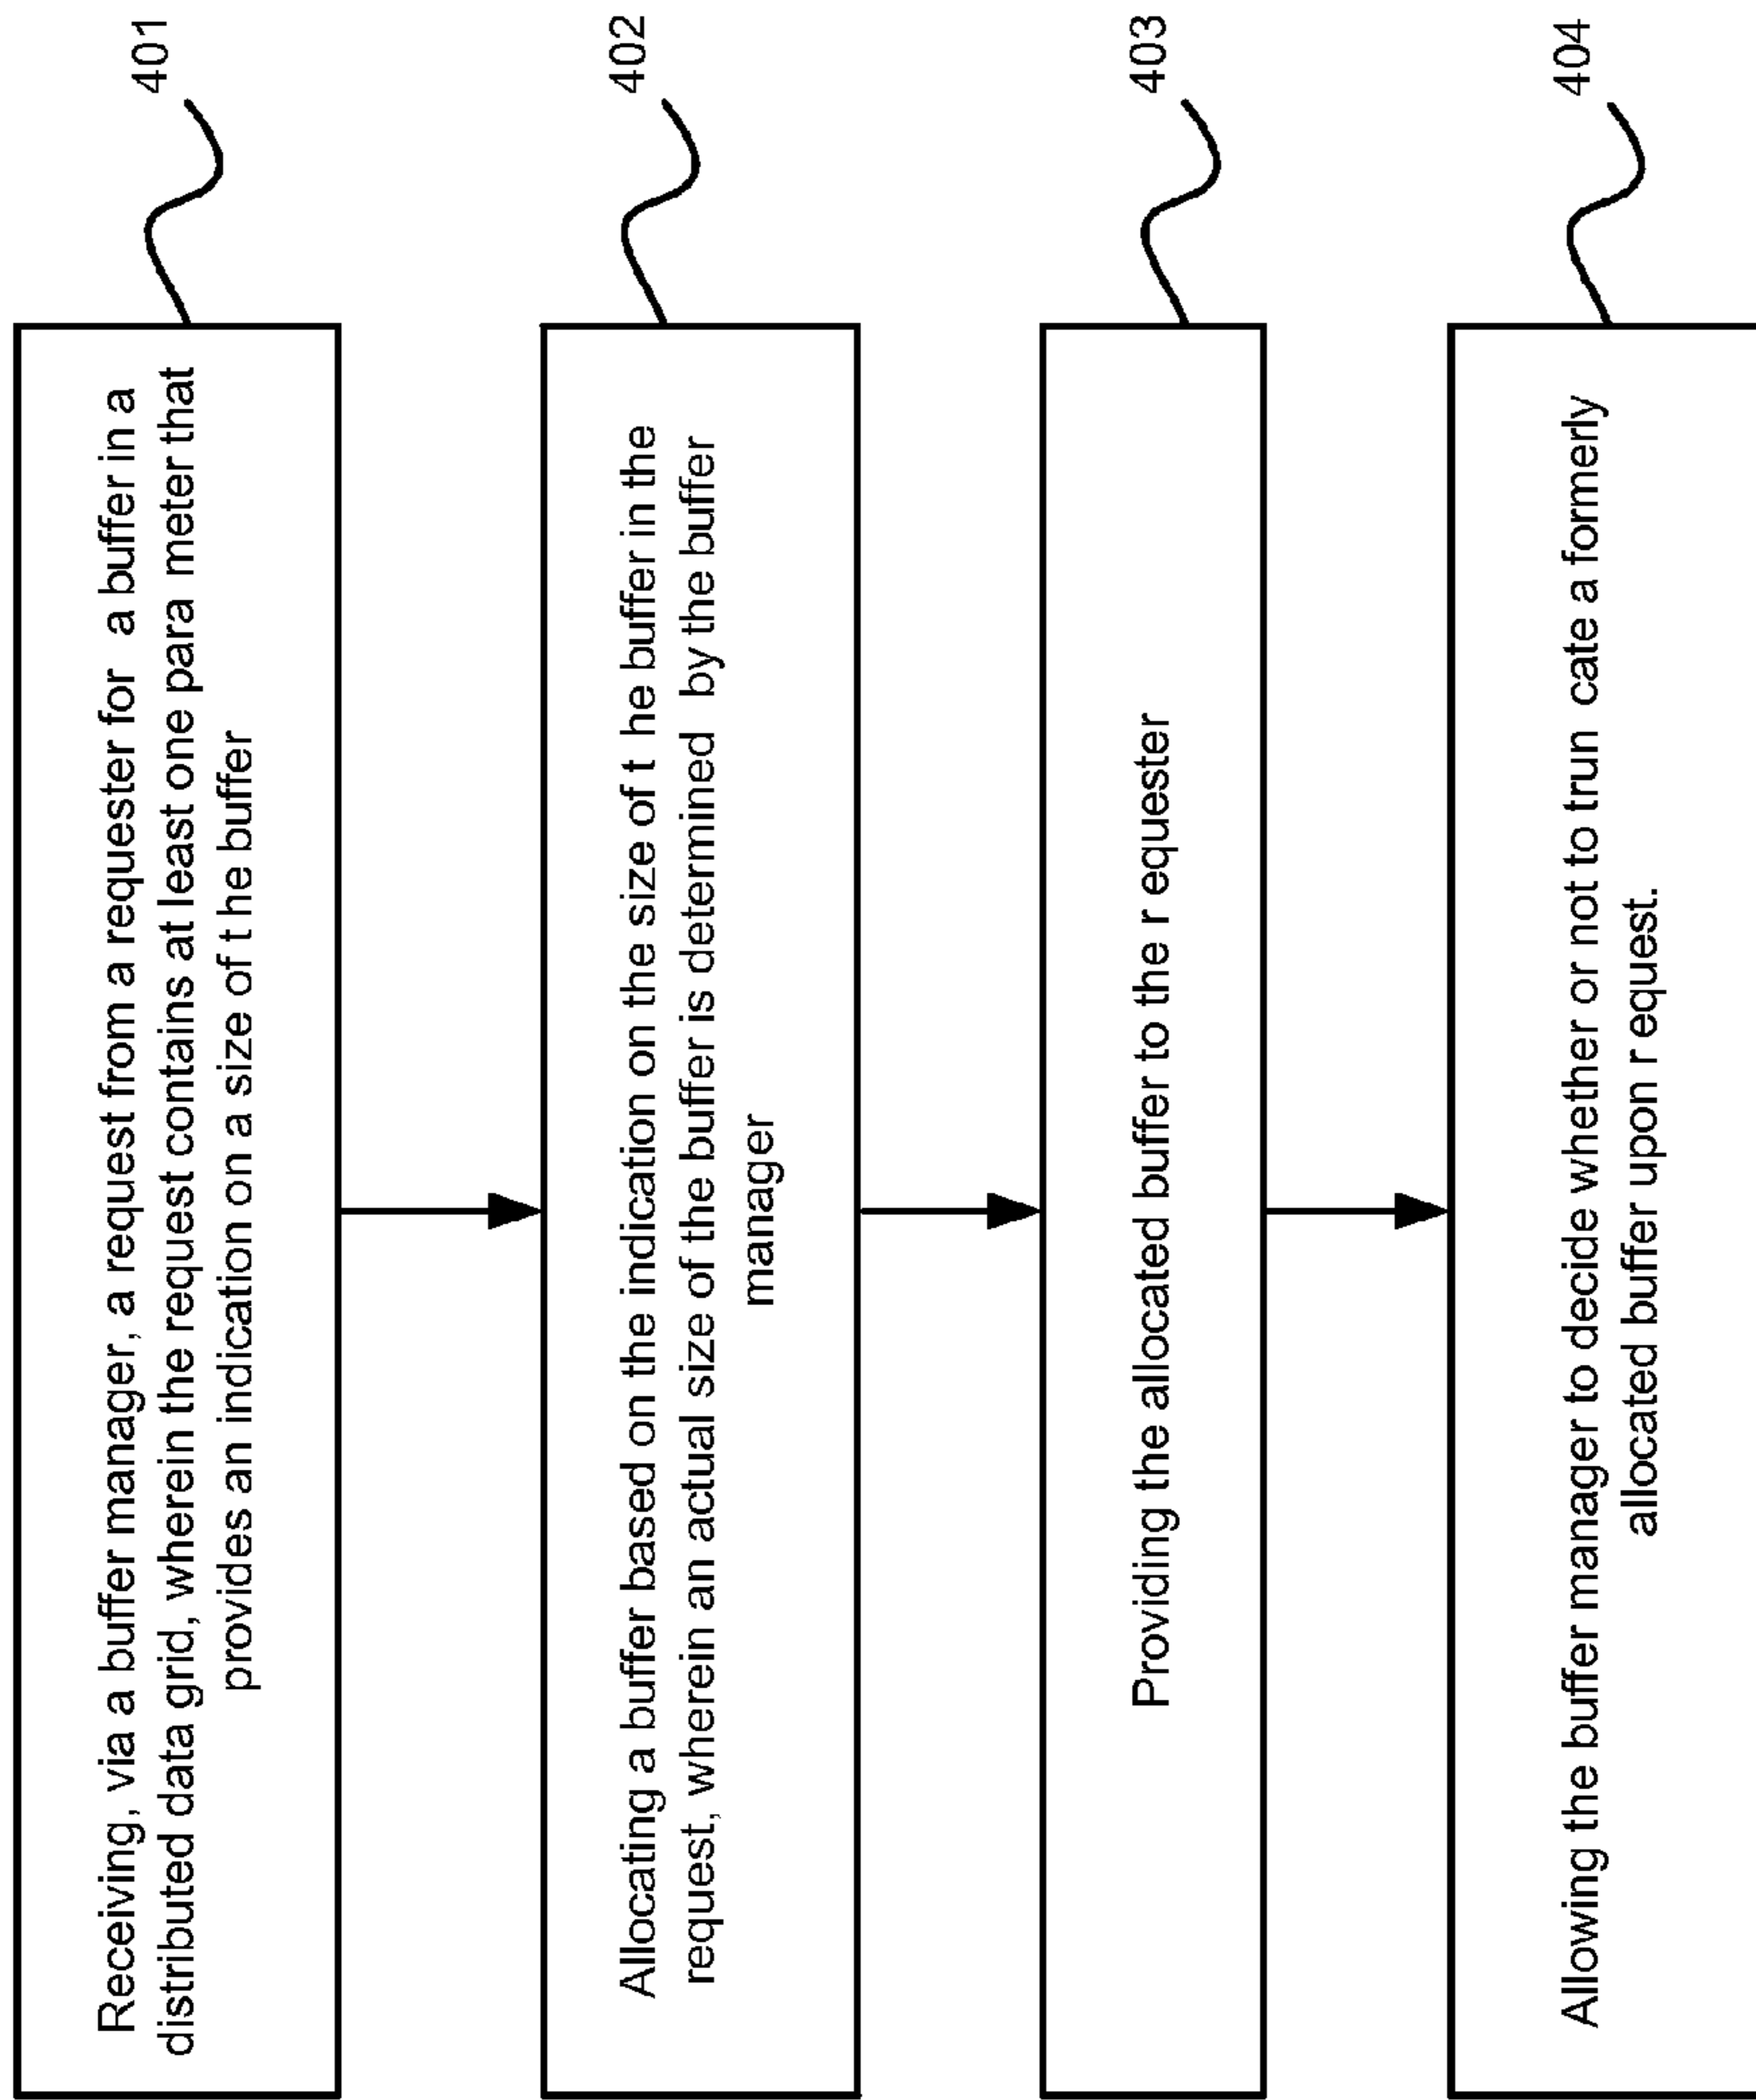 Receiving, via a buffer manager, a request from a requester for a buffer in a
distributed data grid, wherein the request contains at least one para meter that
provides an indication on a size of t he buffer
401
Allocating a buffer based on the indication on the size of t he buffer in the
request, wherein an actual size of the buffer is determined by the buffer
manager
402
Providing the allocated buffer to the r equester
403
Allowing the buffer manager to decide whether or not to trun cate a formerly
allocated buffer upon r equest.
404